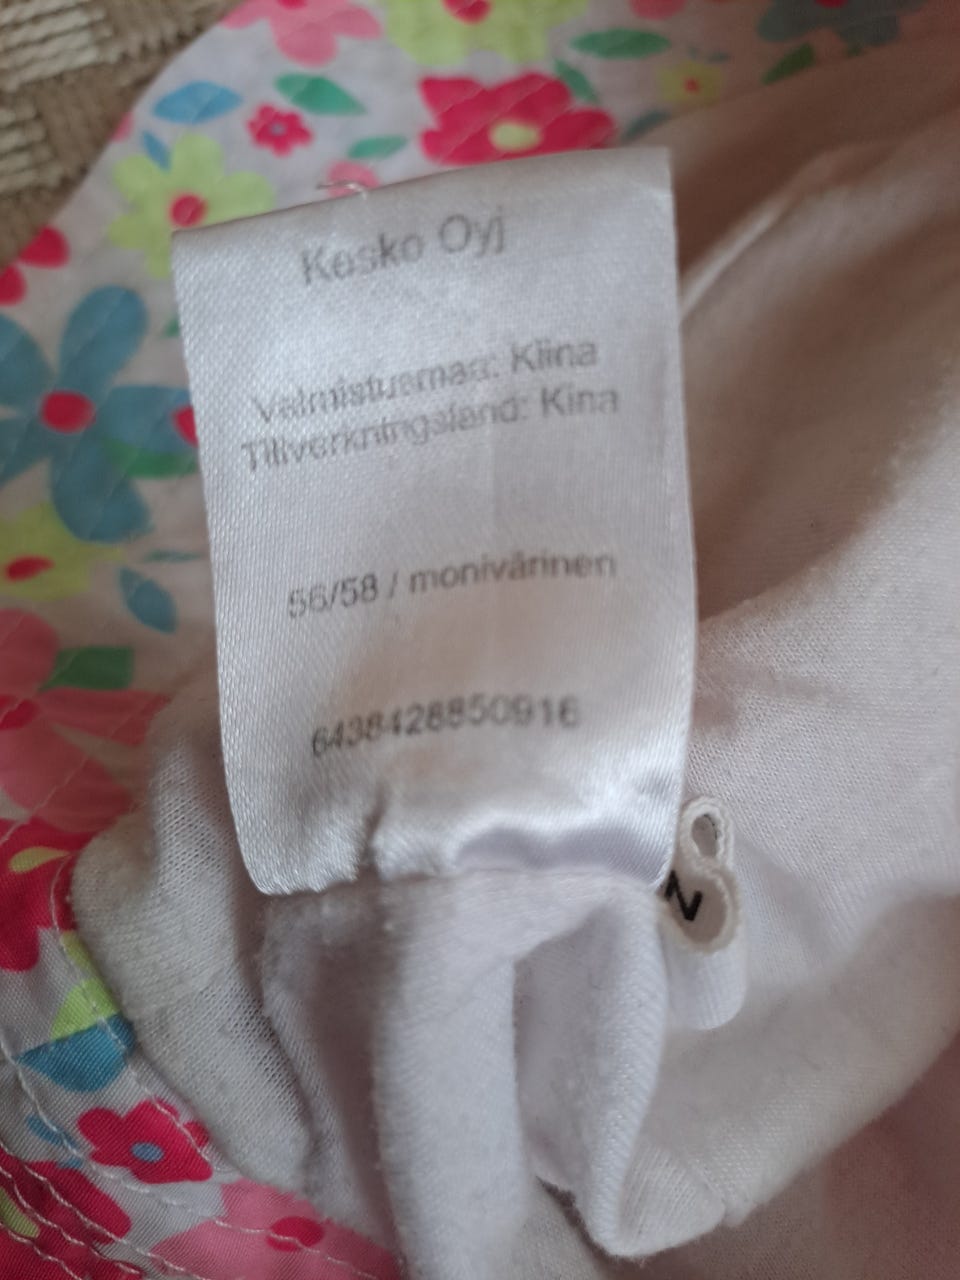 Kesko Oyj
Valmistusmaa: Kiina
Tillverkningsland: Kina
56/58 / monivärinen
6438428850916
N